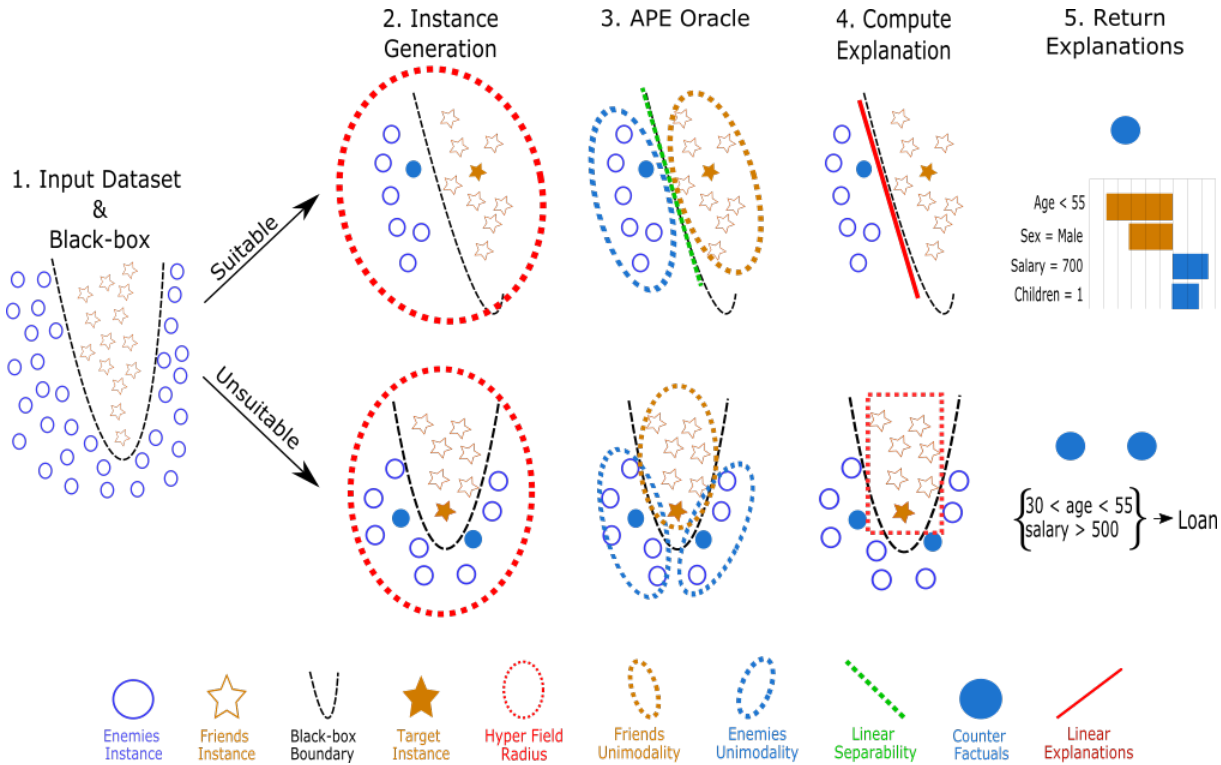 1. Input Dataset
&
Black-box
2. Instance
Generation
3. APE Oracle
4. Compute
Explanation
5. Return
Explanations
Suitable
Unsuitable
Age < 55
Sex = Male
Salary = 700
Children = 1
{30 < age < 55
salary > 500} → Loan
Enemies
Instance
Friends
Instance
Black-box
Boundary
Target
Instance
Hyper Field
Radius
Friends
Unimodality
Enemies
Unimodality
Linear
Separability
Counter
Factuals
Linear
Explanations